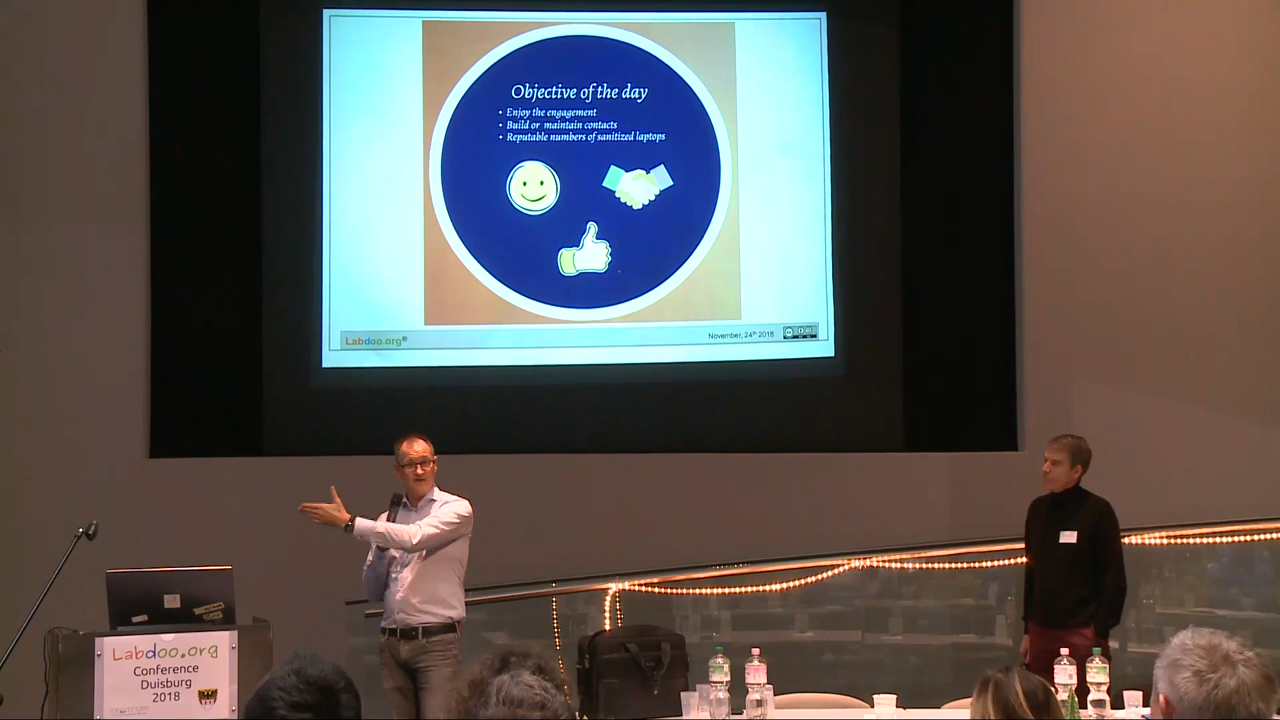 Objective of the day
• Enjoy the engagement
• Build or maintain contacts
• Reputable numbers of sanitized laptops
Labdoo.org®
November, 24th 2018
Labdoo.org
Conference
Duisburg
2018